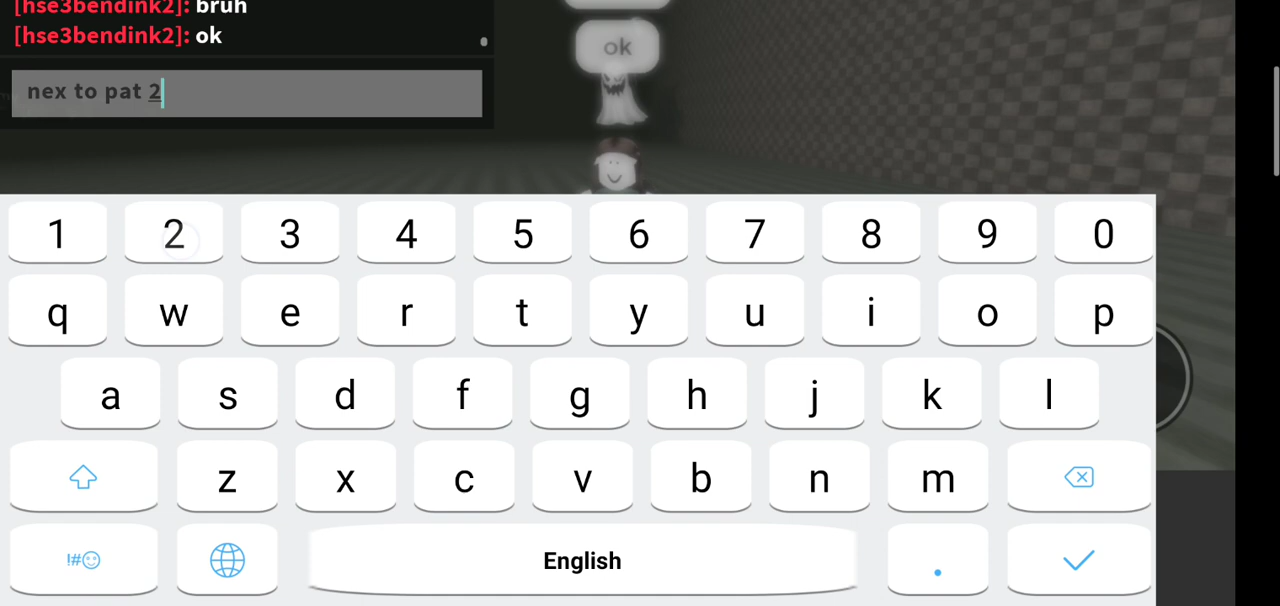 [hse3bendink2]: bruh
[hse3bendink2]: ok
ok
nex to pat 2
1 2 3 4 5 6 7 8 9 0
q w e r t y u i o p
a s d f g h j k l
z x c v b n m
!#☺ English .